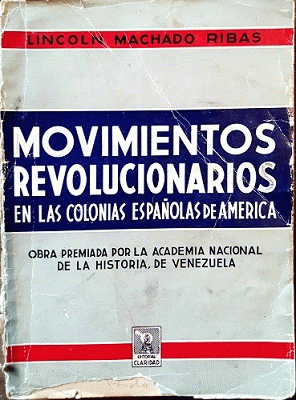 LINCOLN MACHADO RIBAS
MOVIMIENTOS
REVOLUCIONARIOS
EN LAS COLONIAS ESPAÑOLAS DE AMERICA
OBRA PREMIADA POR LA ACADEMIA NACIONAL
DE LA HISTORIA, DE VENEZUELA
EDITORIAL
CLARIDAD